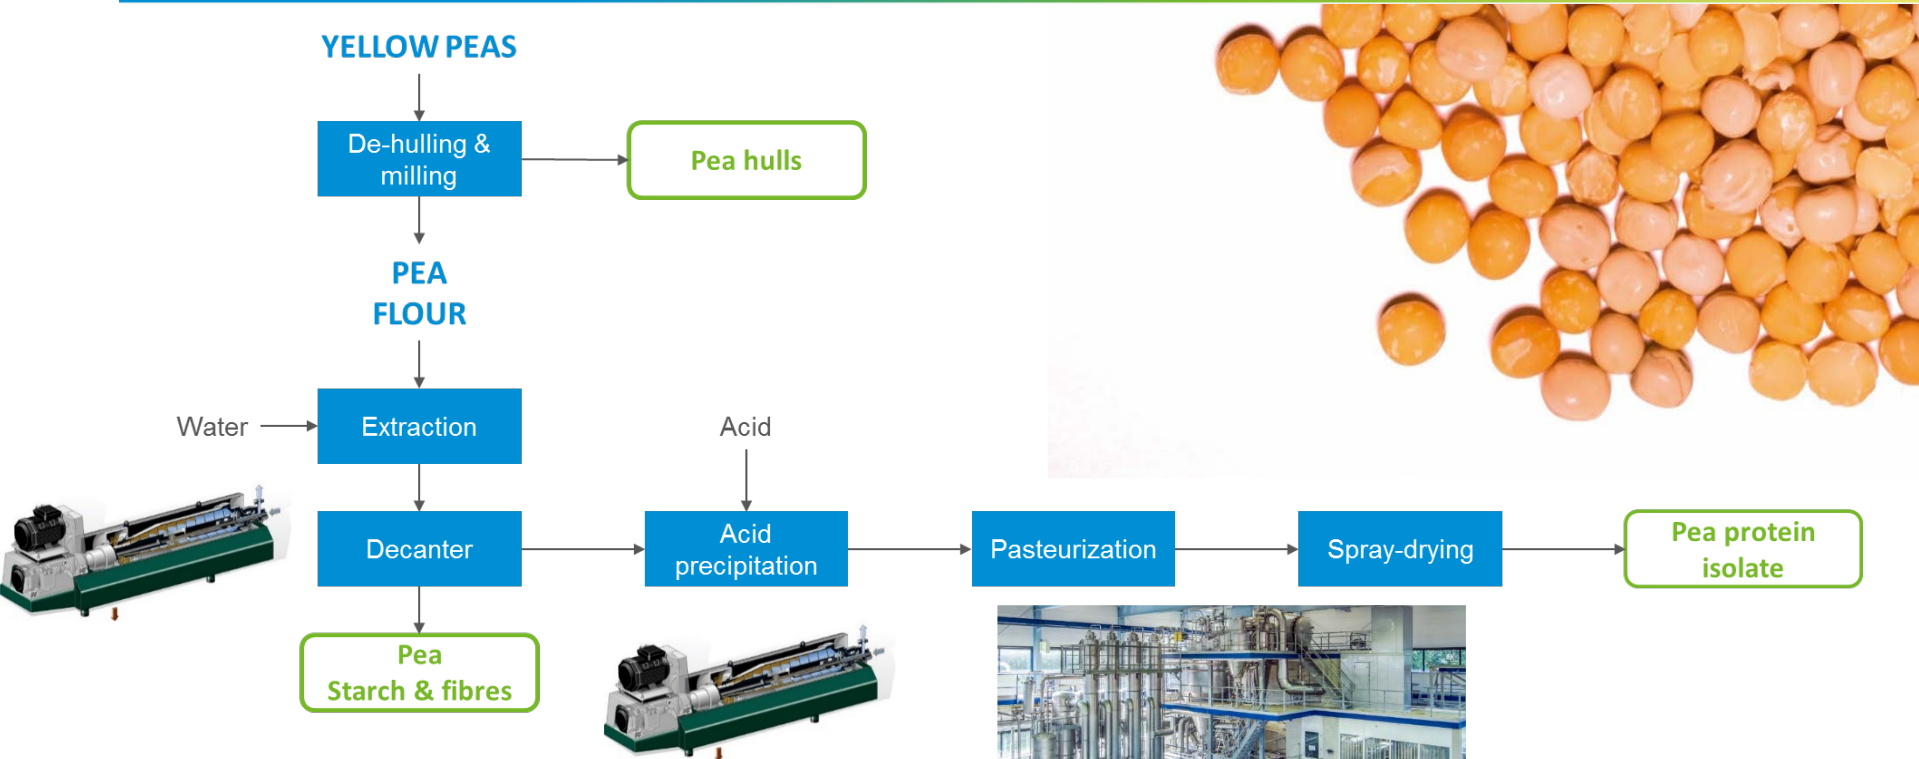 YELLOW PEAS
De-hulling &
milling
Pea hulls
PEA
FLOUR
Water
Extraction
Acid
Decanter
Acid
precipitation
Pasteurization
Spray-drying
Pea protein
isolate
Pea
Starch & fibres